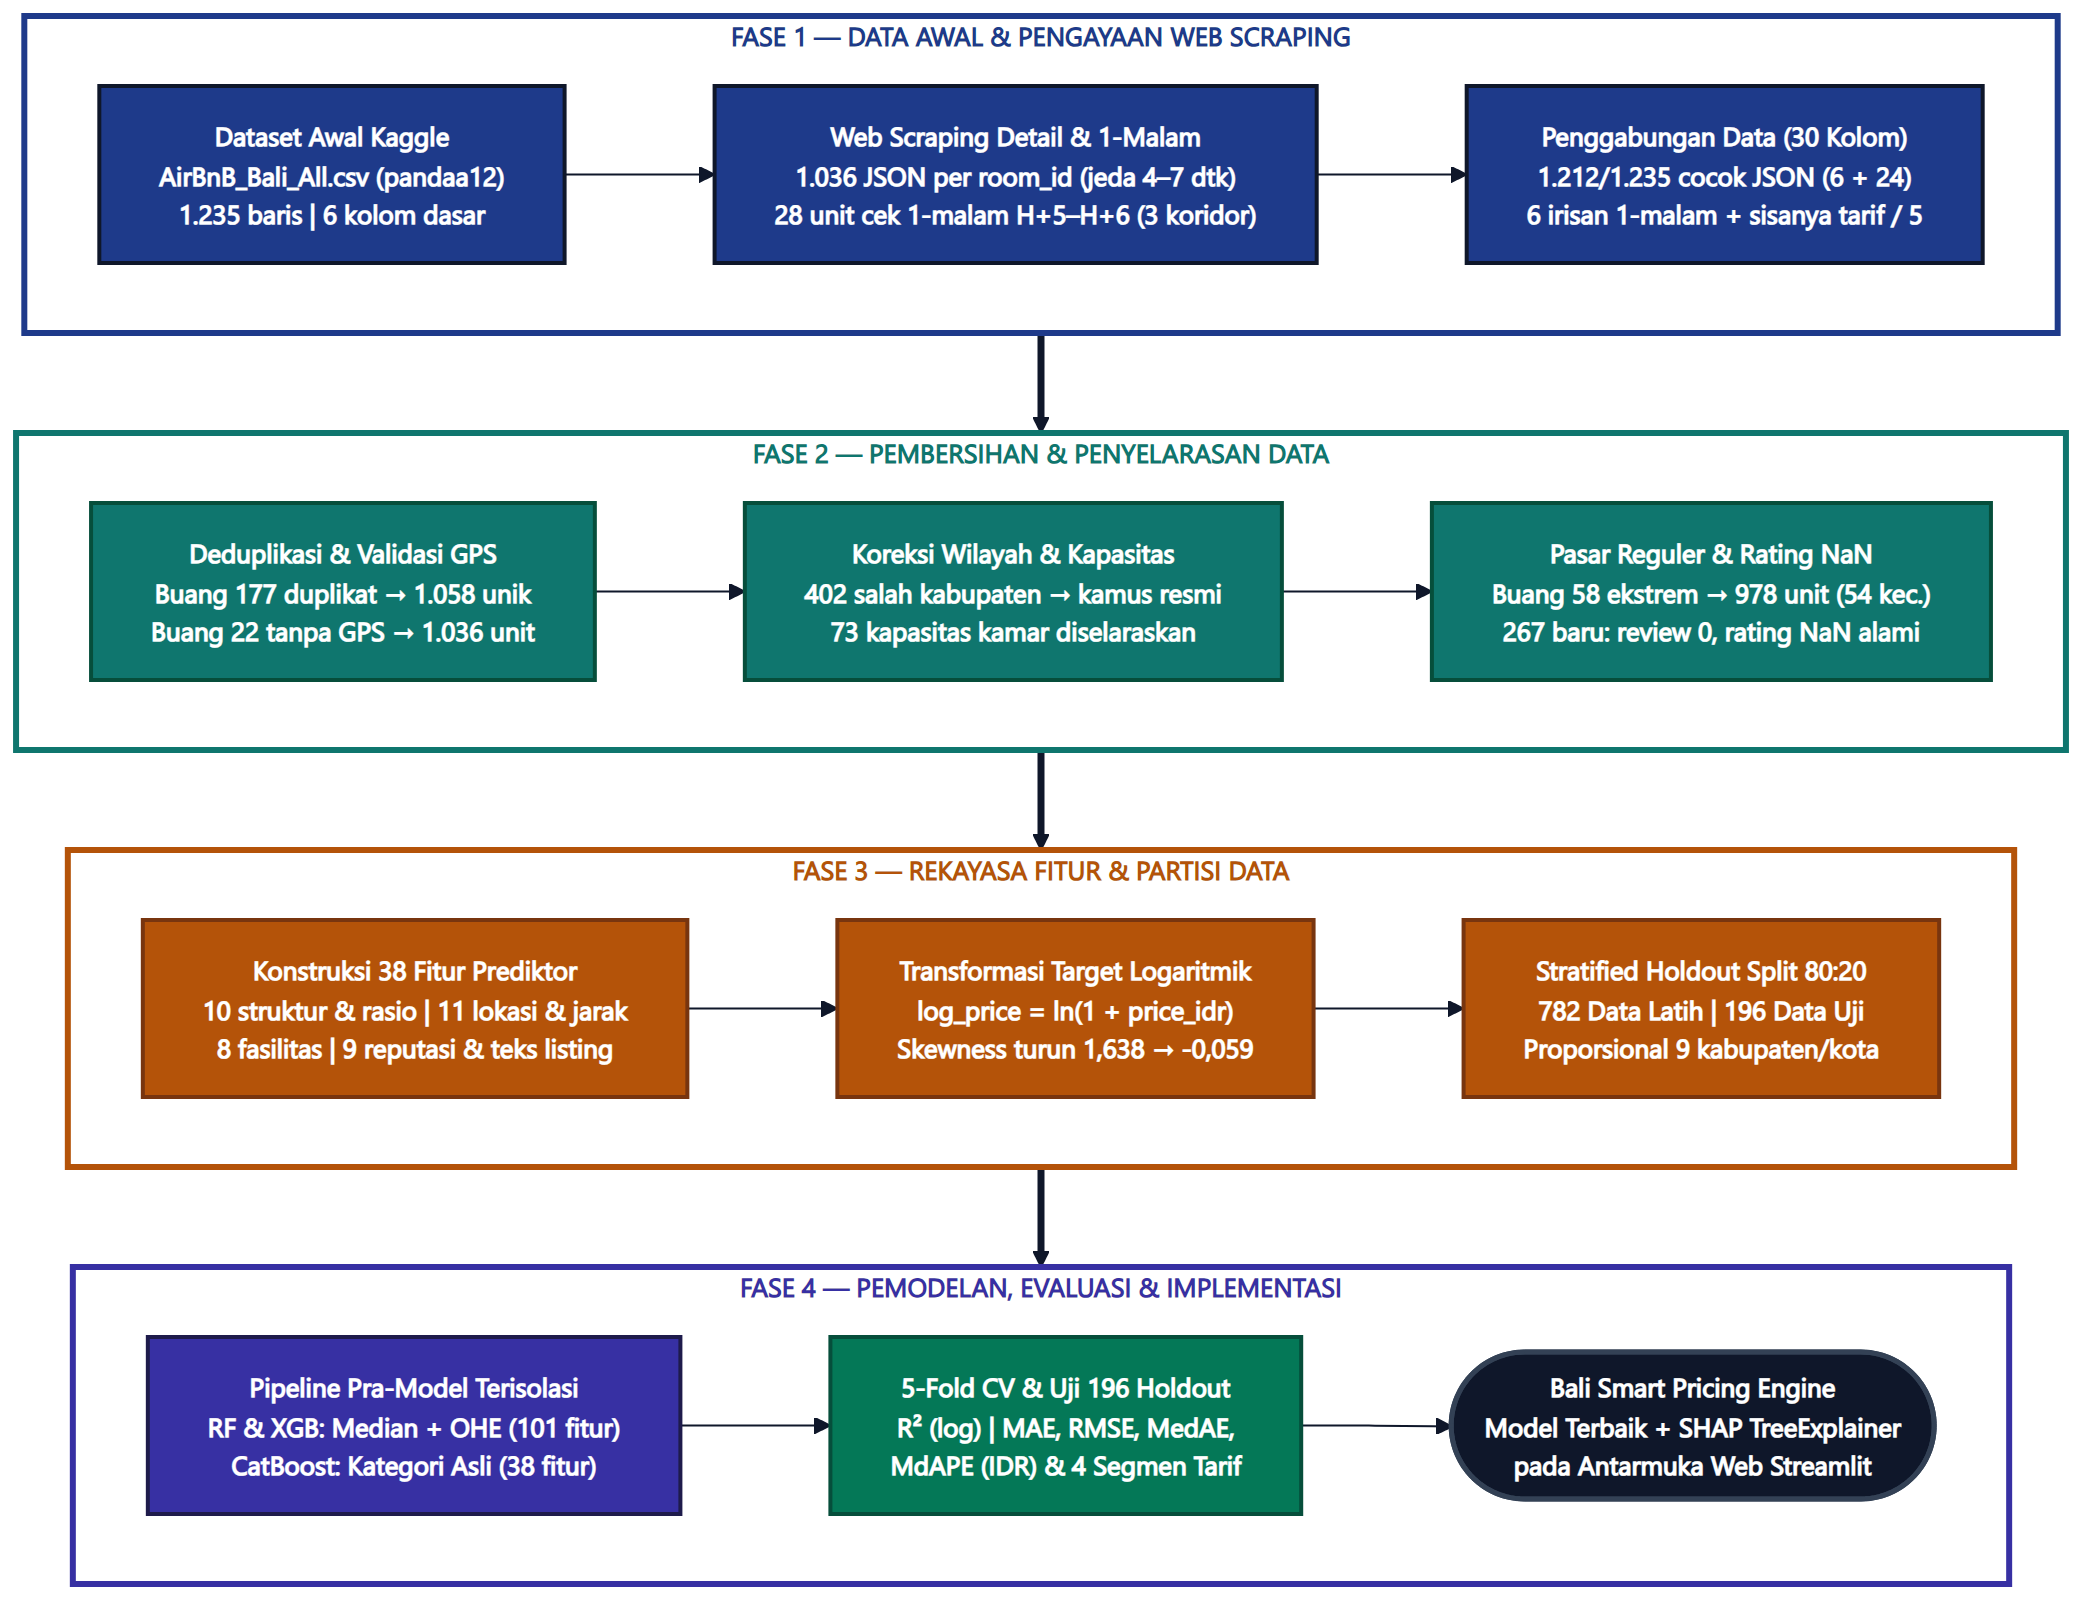 FASE 1 — DATA AWAL & PENGAYAAN WEB SCRAPING
Dataset Awal Kaggle
AirBnB_Bali_All.csv (pandaa12)
1.235 baris | 6 kolom dasar
Web Scraping Detail & 1-Malam
1.036 JSON per room_id (jeda 4–7 dtk)
28 unit cek 1-malam H+5–H+6 (3 koridor)
Penggabungan Data (30 Kolom)
1.212/1.235 cocok JSON (6 + 24)
6 irisan 1-malam + sisanya tarif / 5
FASE 2 — PEMBERSIHAN & PENYELARASAN DATA
Deduplikasi & Validasi GPS
Buang 177 duplikat → 1.058 unik
Buang 22 tanpa GPS → 1.036 unit
Koreksi Wilayah & Kapasitas
402 salah kabupaten → kamus resmi
73 kapasitas kamar diselaraskan
Pasar Reguler & Rating NaN
Buang 58 ekstrem → 978 unit (54 kec.)
267 baru: review 0, rating NaN alami
FASE 3 — REKAYASA FITUR & PARTISI DATA
Konstruksi 38 Fitur Prediktor
10 struktur & rasio | 11 lokasi & jarak
8 fasilitas | 9 reputasi & teks listing
Transformasi Target Logaritmik
log_price = ln(1 + price_idr)
Skewness turun 1,638 → -0,059
Stratified Holdout Split 80:20
782 Data Latih | 196 Data Uji
Proporsional 9 kabupaten/kota
FASE 4 — PEMODELAN, EVALUASI & IMPLEMENTASI
Pipeline Pra-Model Terisolasi
RF & XGB: Median + OHE (101 fitur)
CatBoost: Kategori Asli (38 fitur)
5-Fold CV & Uji 196 Holdout
R² (log) | MAE, RMSE, MedAE,
MdAPE (IDR) & 4 Segmen Tarif
Bali Smart Pricing Engine
Model Terbaik + SHAP TreeExplainer
pada Antarmuka Web Streamlit